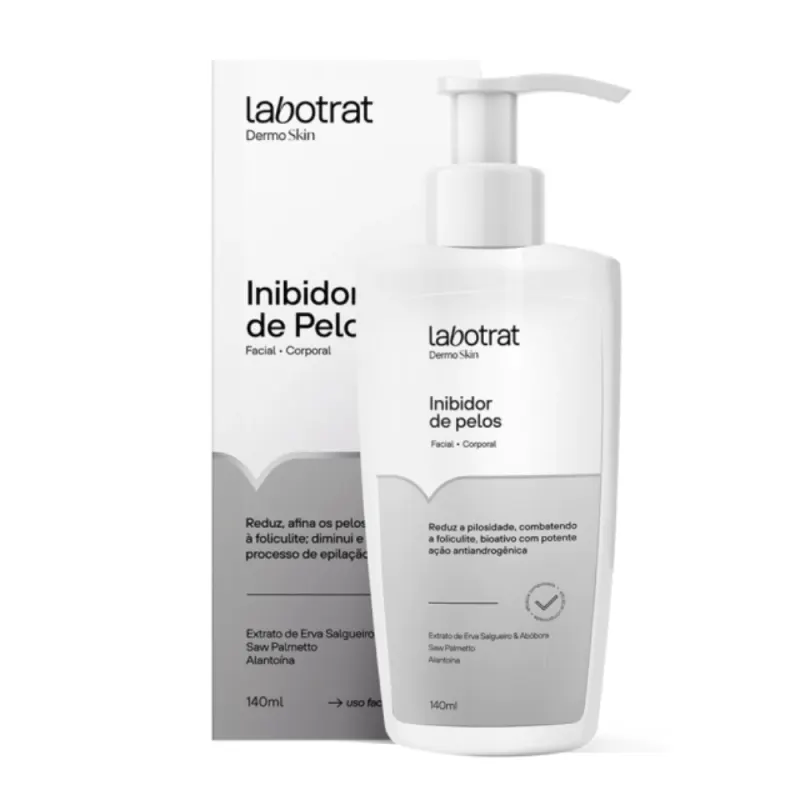 labotrat
Dermo Skin
Inibidor
de Pelo
Facial • Corporal
Reduz, afina os pelos
à foliculite; diminui e
processo de epilação
Extrato de Erva Salgueiro
Saw Palmetto
Alantoína
140ml
→ uso fac
labotrat
Dermo Skin
Inibidor
de pelos
Facial • Corporal
Reduz a pilosidade, combatendo
a foliculite, bioativo com potente
ação antiandrogênica
Extrato de Erva Salgueiro & Abóbora
Saw Palmetto
Alantoína
140ml